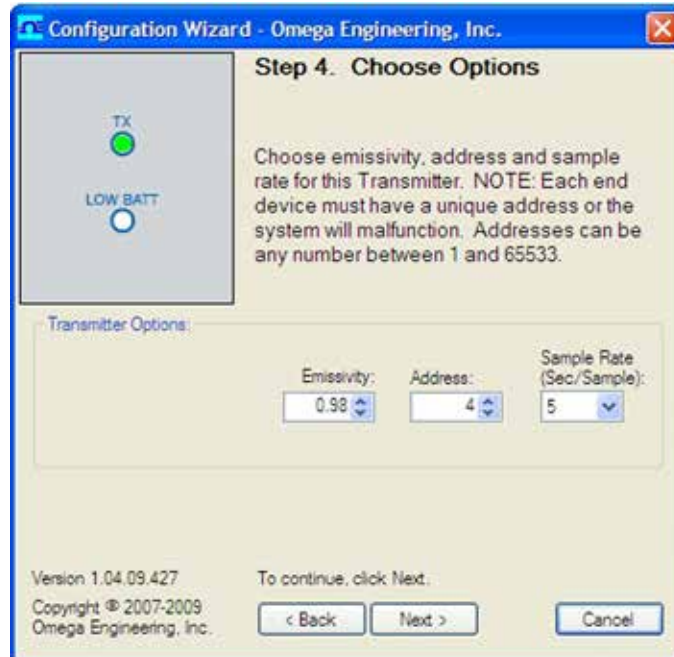 Configuration Wizard - Omega Engineering, Inc.
Step 4. Choose Options
TX
LOW BATT
Choose emissivity, address and sample
rate for this Transmitter. NOTE: Each end
device must have a unique address or the
system will malfunction. Addresses can be
any number between 1 and 65533.
Transmitter Options:
Emissivity:
Address:
Sample Rate
(Sec/Sample):
0.98
4
5
Version 1.04.09.427
To continue, click Next.
Copyright © 2007-2009
Omega Engineering, Inc.
< Back
Next >
Cancel